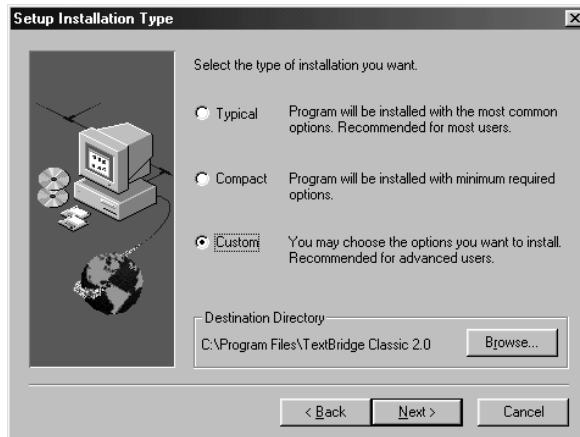 Setup Installation Type
Select the type of installation you want.
Typical Program will be installed with the most common
options. Recommended for most users.
Compact Program will be installed with minimum required
options.
Custom You may choose the options you want to install.
Recommended for advanced users.
Destination Directory
C:\Program Files\TextBridge Classic 2.0 Browse...
< Back Next > Cancel